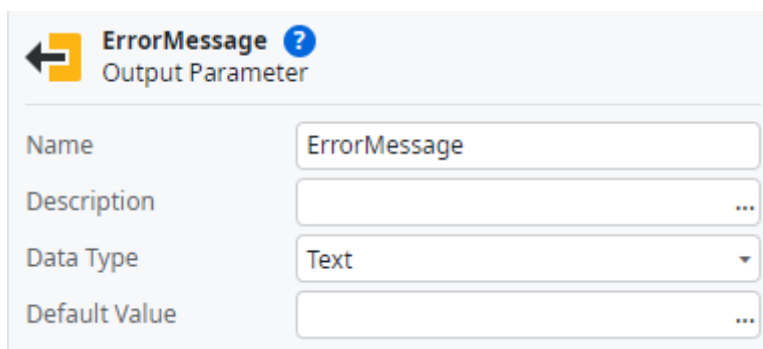 ErrorMessage ?
Output Parameter
Name ErrorMessage
Description ...
Data Type Text
Default Value ...